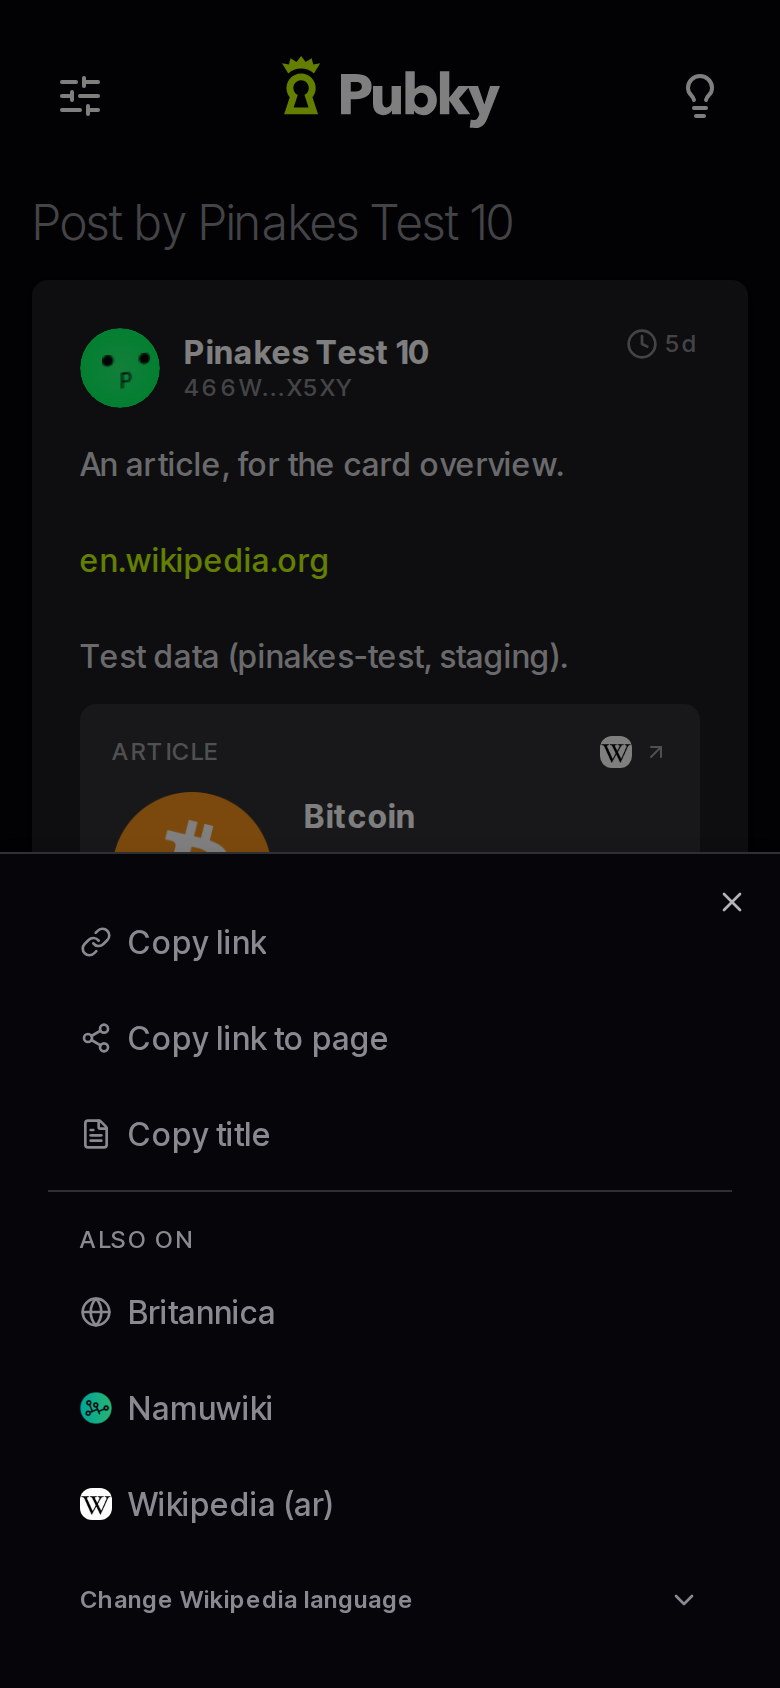 Pubky
Post by Pinakes Test 10
Pinakes Test 10
5d
466W...X5XY
An article, for the card overview.
en.wikipedia.org
Test data (pinakes-test, staging).
ARTICLE
W
Bitcoin
Copy link
Copy link to page
Copy title
ALSO ON
Britannica
Namuwiki
W Wikipedia (ar)
Change Wikipedia language